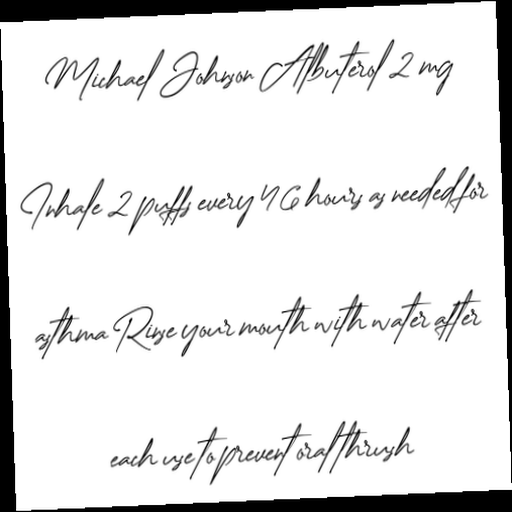 Michael Johnson Albuterol 2 mg
Inhale 2 puffs every 4 6 hours as needed for
asthma Rinse your mouth with water after
each use to prevent oral thrush